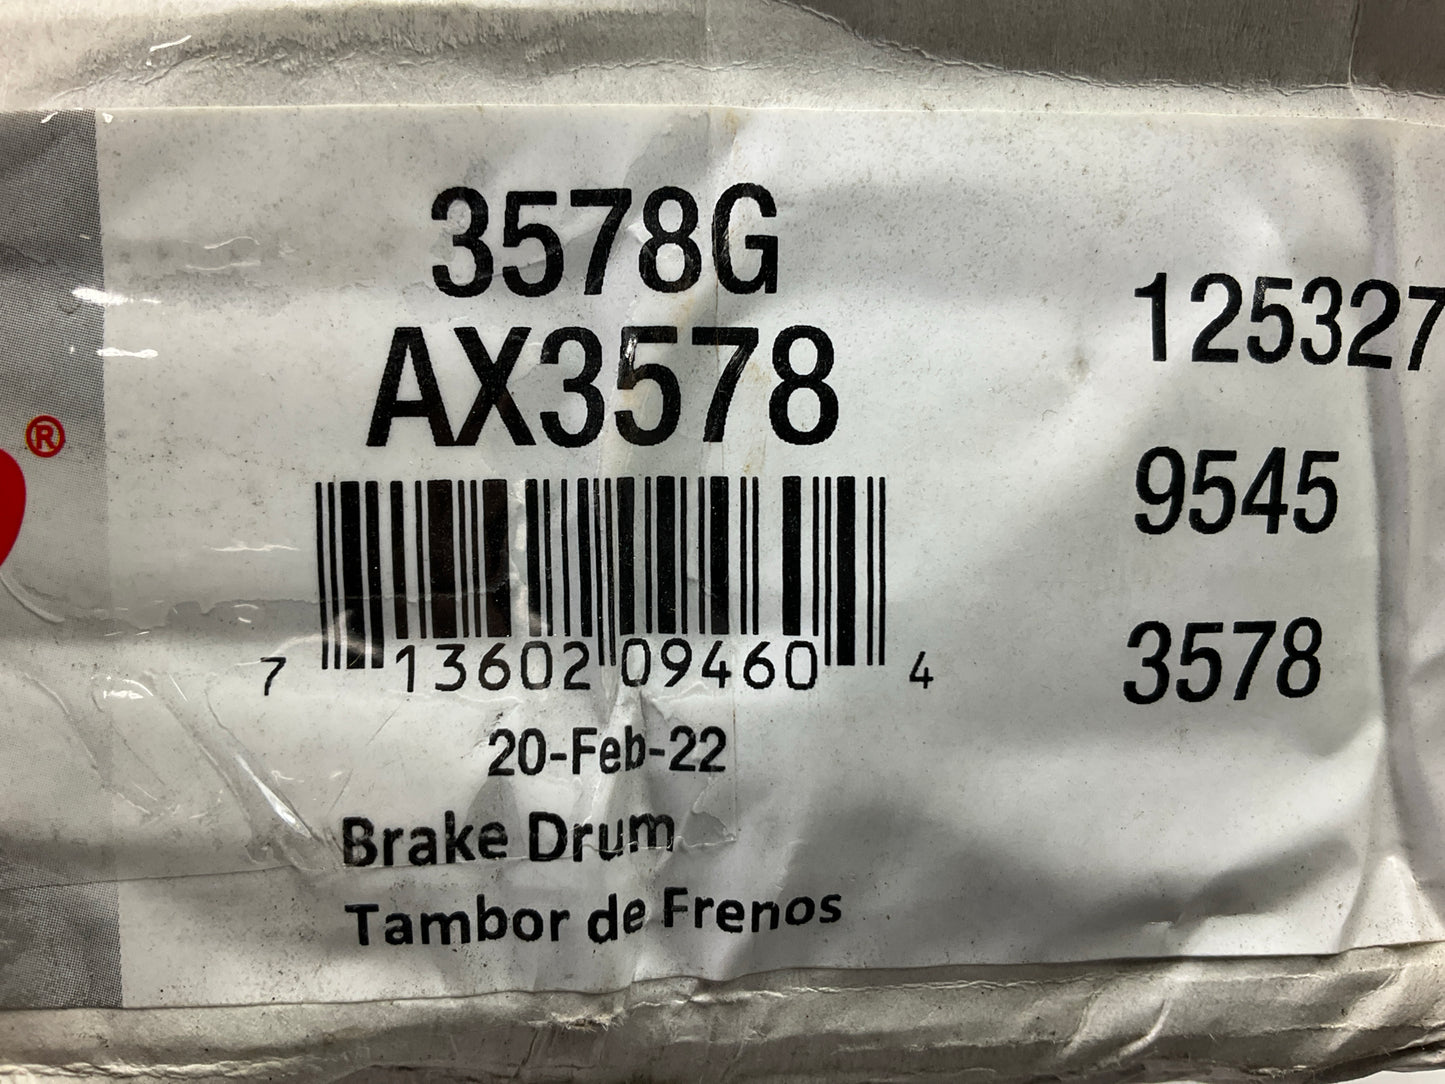 3578G
AX3578
7 13602 09460 4
20-Feb-22
Brake Drum
Tambor de Frenos
125327
9545
3578
®